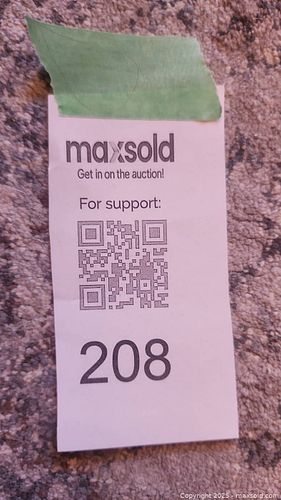 maxsold
Get in on the auction!
For support:
208
Copyright 2025 - maxsold.com